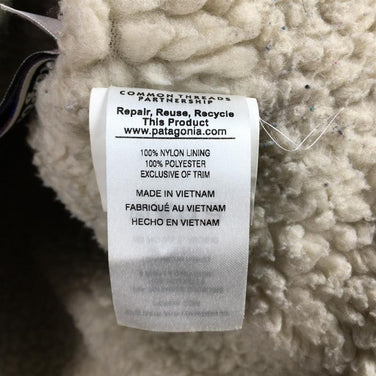 COMMON THREADS
PARTNERSHIP
Repair, Reuse, Recycle
This Product
www.patagonia.com
100% NYLON LINING
100% POLYESTER
EXCLUSIVE OF TRIM
MADE IN VIETNAM
FABRIQUÉ AU VIETNAM
HECHO EN VIETNAM